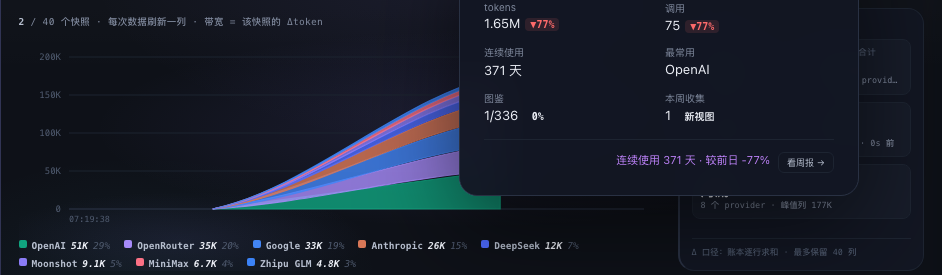 2 / 40 个快照 · 每次数据刷新一列 · 带宽 = 该快照的 Δtoken
200K
150K
100K
50K
0
07:19:38
OpenAI 51K 29% OpenRouter 35K 20% Google 33K 19% Anthropic 26K 15% DeepSeek 12K 7%
Moonshot 9.1K 5% MiniMax 6.7K 4% Zhipu GLM 4.8K 3%
tokens 调用
1.65M ▼77% 75 ▼77%
连续使用 最常用
371 天 OpenAI
图鉴 本周收集
1/336 0% 1 新视图
连续使用 371 天 · 较前日 -77% 看周报 →
合计
provid…
· 0s 前
8 个 provider · 峰值列 177K
Δ 口径: 账本逐行求和 · 最多保留 40 列